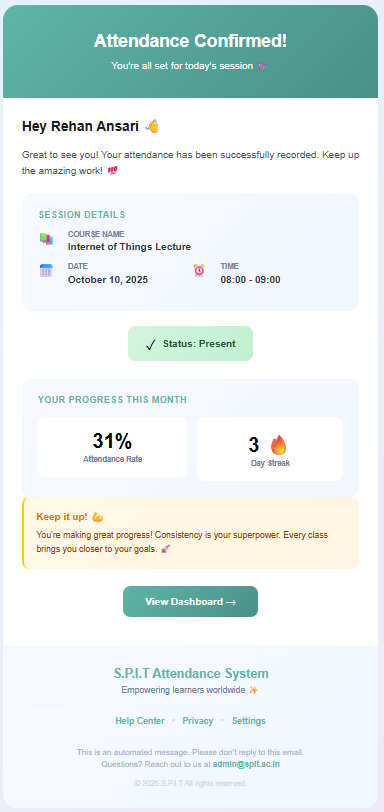 Attendance Confirmed!
You're all set for today's session 🎉
Hey Rehan Ansari 👋
Great to see you! Your attendance has been successfully recorded. Keep up
the amazing work! 💯
SESSION DETAILS
COURSE NAME
Internet of Things Lecture
DATE
October 10, 2025
TIME
08:00 - 09:00
✓ Status: Present
YOUR PROGRESS THIS MONTH
31%
Attendance Rate
3 🔥
Day Streak
Keep it up! 💪
You're making great progress! Consistency is your superpower. Every class
brings you closer to your goals. 🚀
View Dashboard →
S.P.I.T Attendance System
Empowering learners worldwide ✨
Help Center • Privacy • Settings
This is an automated message. Please don't reply to this email.
Questions? Reach out to us at admin@spit.ac.in
© 2025 S.P.I.T All rights reserved.